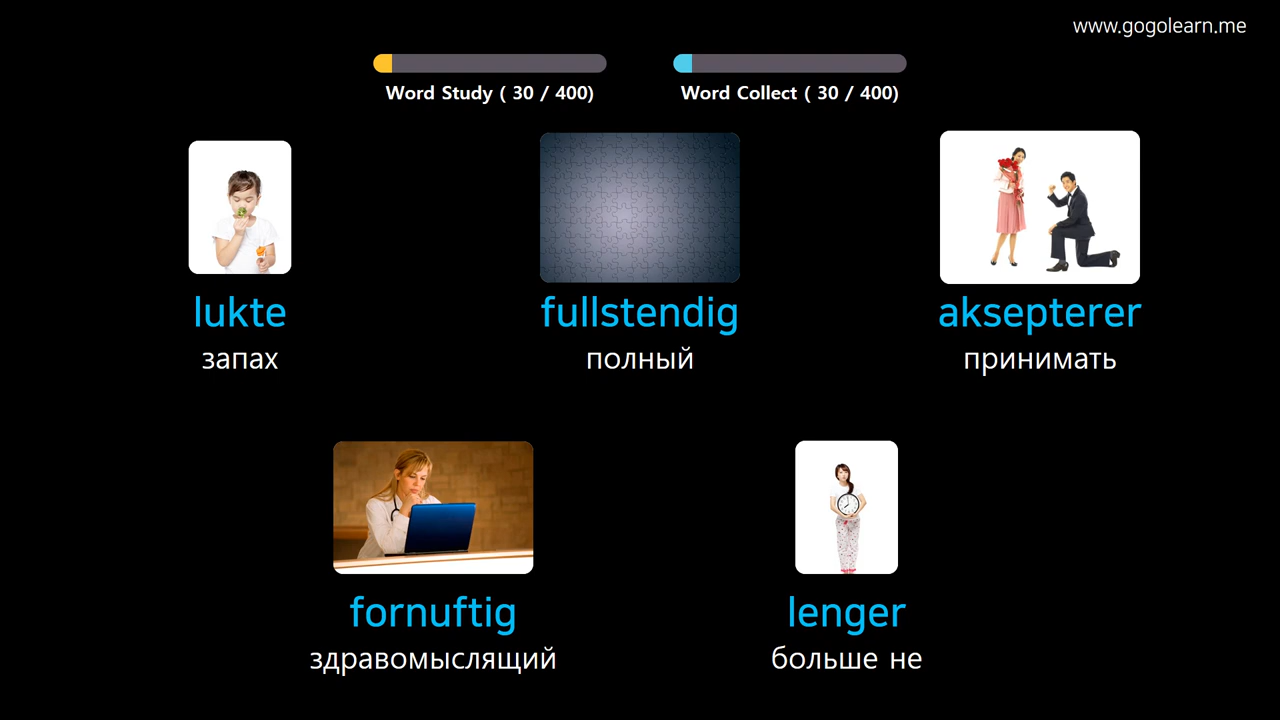 www.gogolearn.me
Word Study ( 30 / 400)
Word Collect ( 30 / 400)
lukte
запах
fullstendig
полный
aksepterer
принимать
fornuftig
здравомыслящий
lenger
больше не